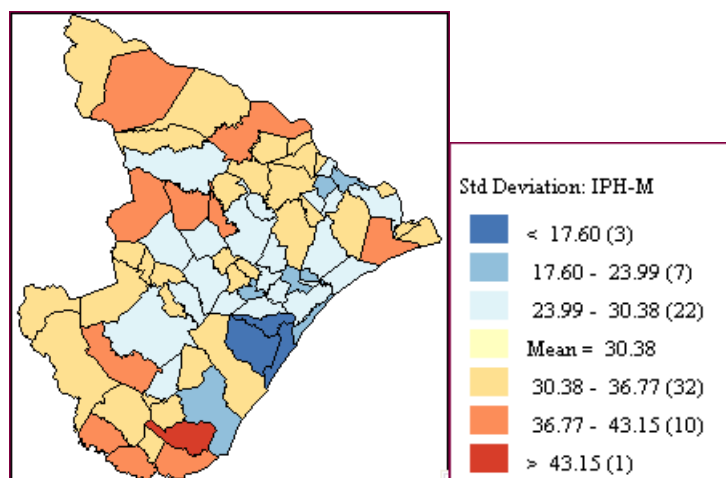 Std Deviation: IPH-M
< 17.60 (3)
17.60 - 23.99 (7)
23.99 - 30.38 (22)
Mean = 30.38
30.38 - 36.77 (32)
36.77 - 43.15 (10)
> 43.15 (1)